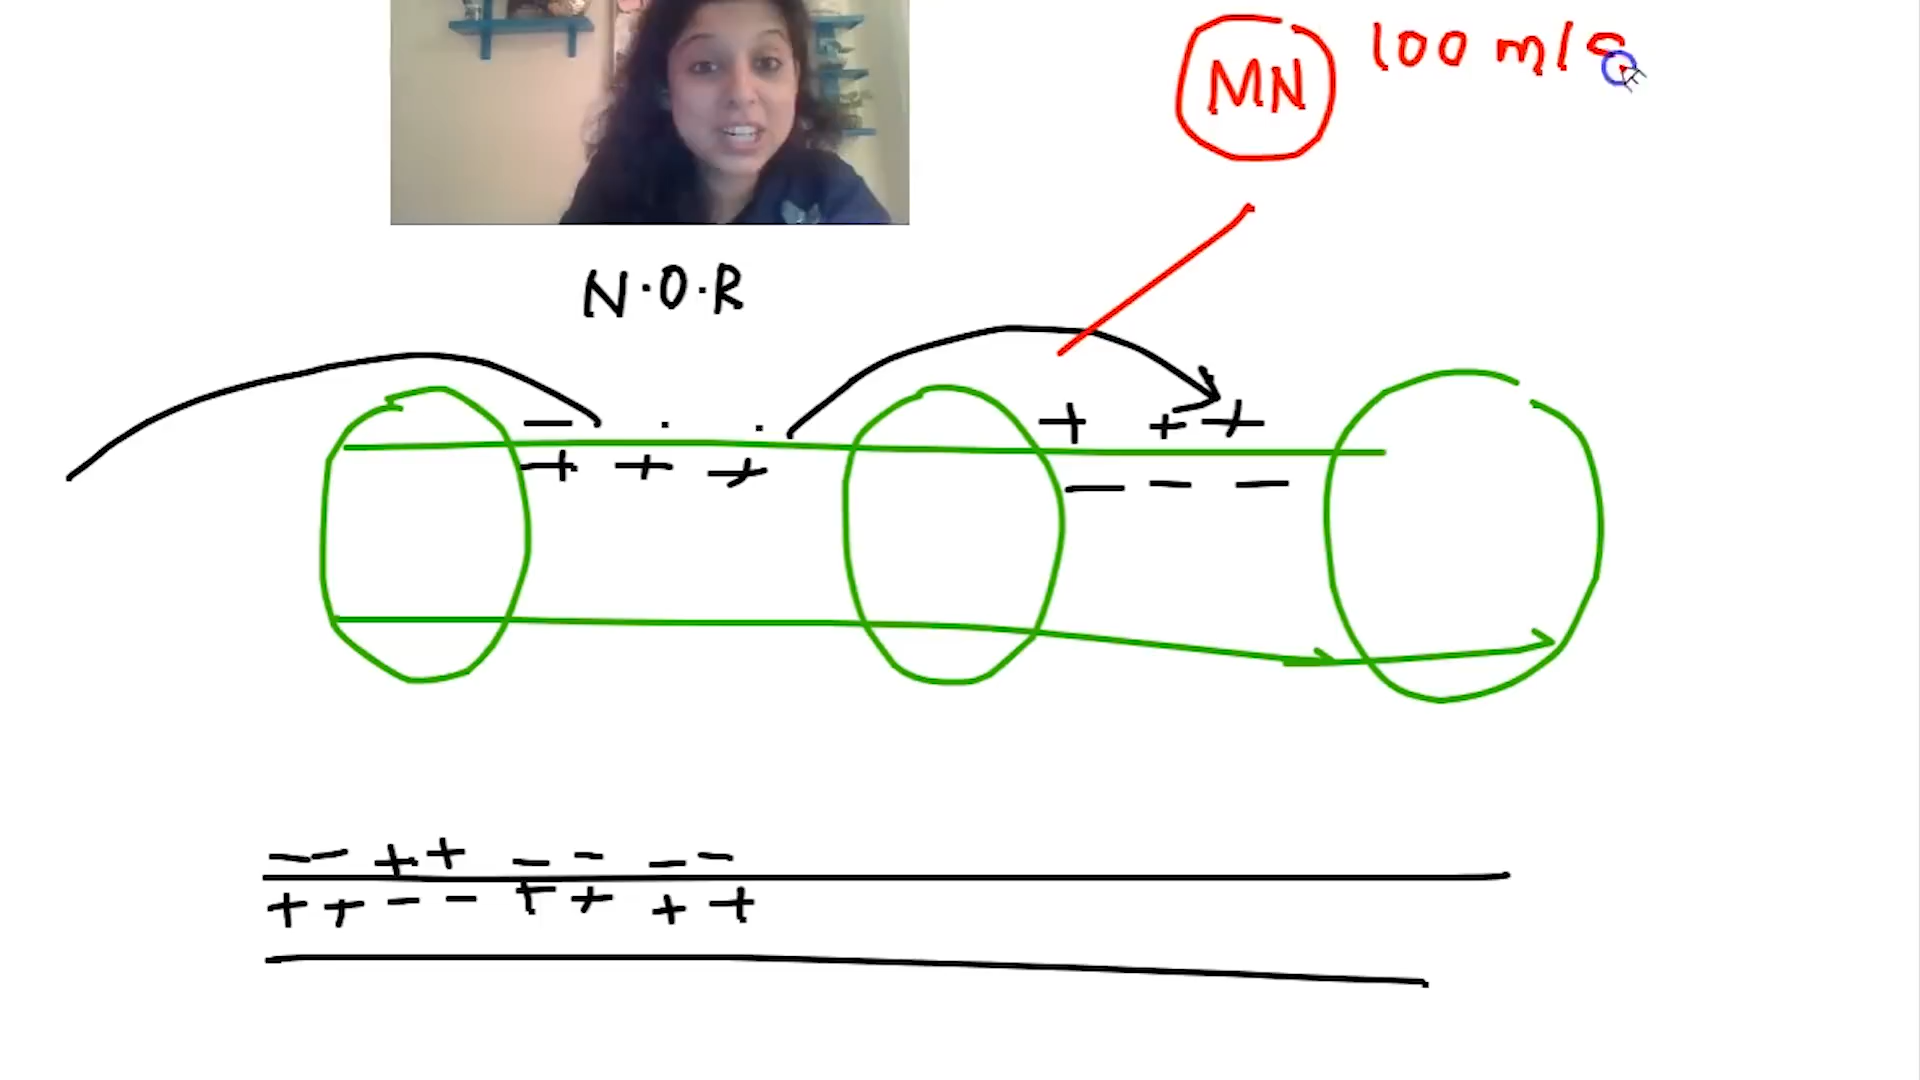 MN 100 m/s
N.O.R
- . . + + +
+ + + - - -
- - + + - - - -
+ + - - + + + +